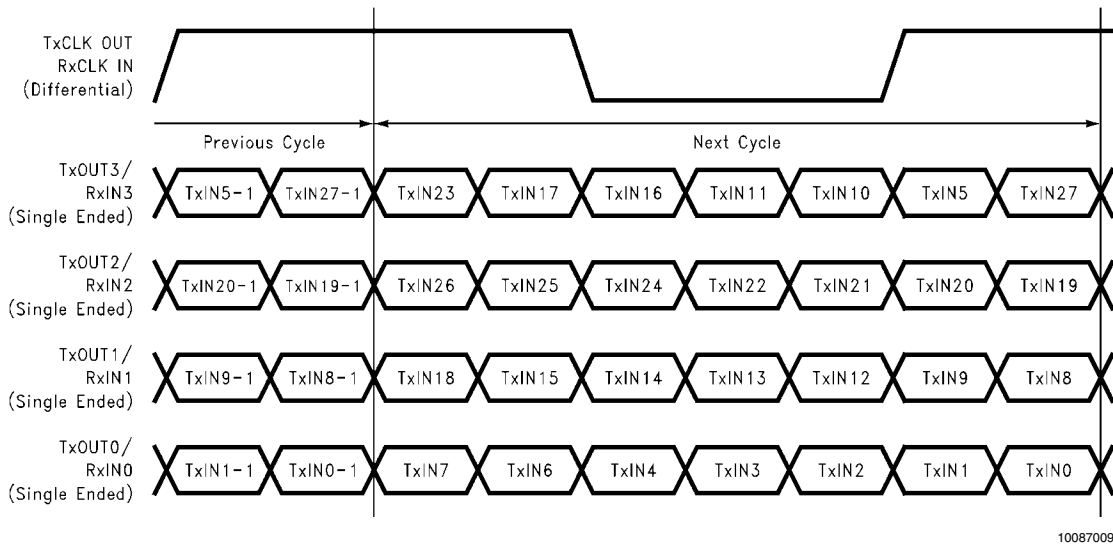 TxCLK OUT
RxCLK IN
(Differential)
Previous Cycle
Next Cycle
TxOUT3/
RxIN3
(Single Ended)
TxIN5-1 TxIN27-1 TxIN23 TxIN17 TxIN16 TxIN11 TxIN10 TxIN5 TxIN27
TxOUT2/
RxIN2
(Single Ended)
TxIN20-1 TxIN19-1 TxIN26 TxIN25 TxIN24 TxIN22 TxIN21 TxIN20 TxIN19
TxOUT1/
RxIN1
(Single Ended)
TxIN9-1 TxIN8-1 TxIN18 TxIN15 TxIN14 TxIN13 TxIN12 TxIN9 TxIN8
TxOUT0/
RxIN0
(Single Ended)
TxIN1-1 TxIN0-1 TxIN7 TxIN6 TxIN4 TxIN3 TxIN2 TxIN1 TxIN0
10087009